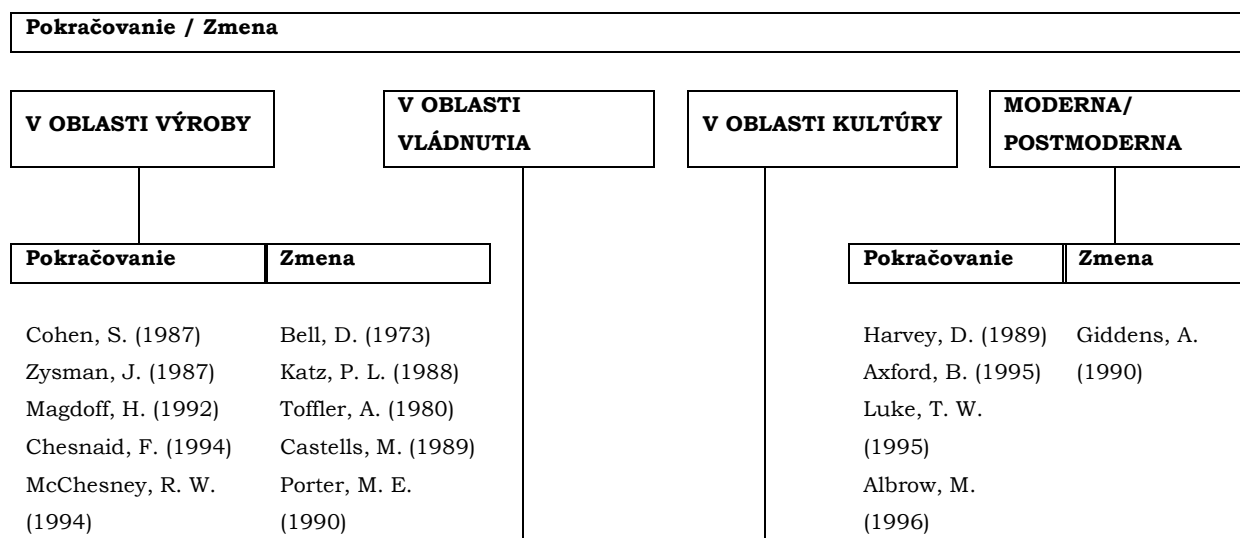 Pokračovanie / Zmena
V OBLASTI VÝROBY
V OBLASTI
VLÁDNUTIA
V OBLASTI KULTÚRY
MODERNA/
POSTMODERNA
Pokračovanie
Zmena
Cohen, S. (1987)
Zysman, J. (1987)
Magdoff, H. (1992)
Chesnaid, F. (1994)
McChesney, R. W.
(1994)
Bell, D. (1973)
Katz, P. L. (1988)
Toffler, A. (1980)
Castells, M. (1989)
Porter, M. E.
(1990)
Pokračovanie
Zmena
Harvey, D. (1989)
Axford, B. (1995)
Luke, T. W.
(1995)
Albrow, M.
(1996)
Giddens, A.
(1990)